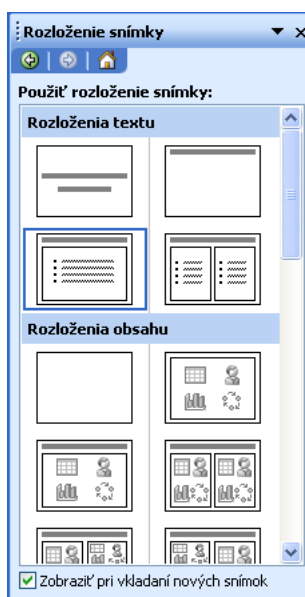 Rozloženie snímky
Použiť rozloženie snímky:
Rozloženia textu
Rozloženia obsahu
Zobraziť pri vkladaní nových snímok